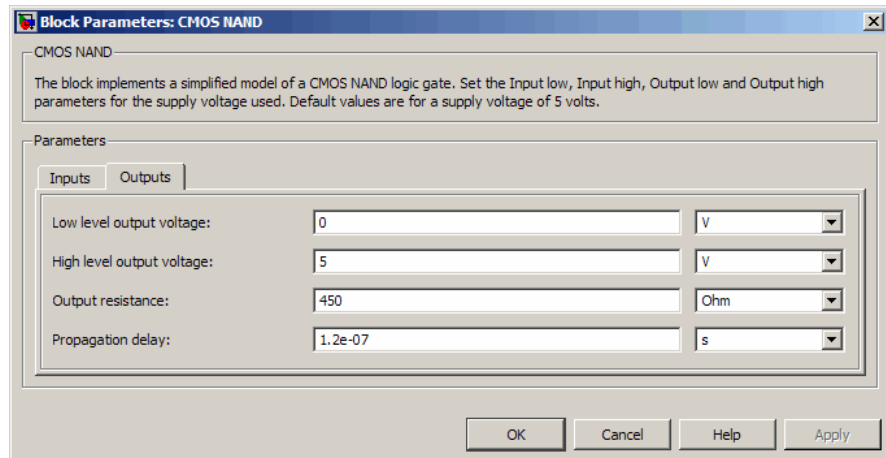 Block Parameters: CMOS NAND
CMOS NAND
The block implements a simplified model of a CMOS NAND logic gate. Set the Input low, Input high, Output low and Output high
parameters for the supply voltage used. Default values are for a supply voltage of 5 volts.
Parameters
Inputs Outputs
Low level output voltage: 0 V
High level output voltage: 5 V
Output resistance: 450 Ohm
Propagation delay: 1.2e-07 s
OK Cancel Help Apply